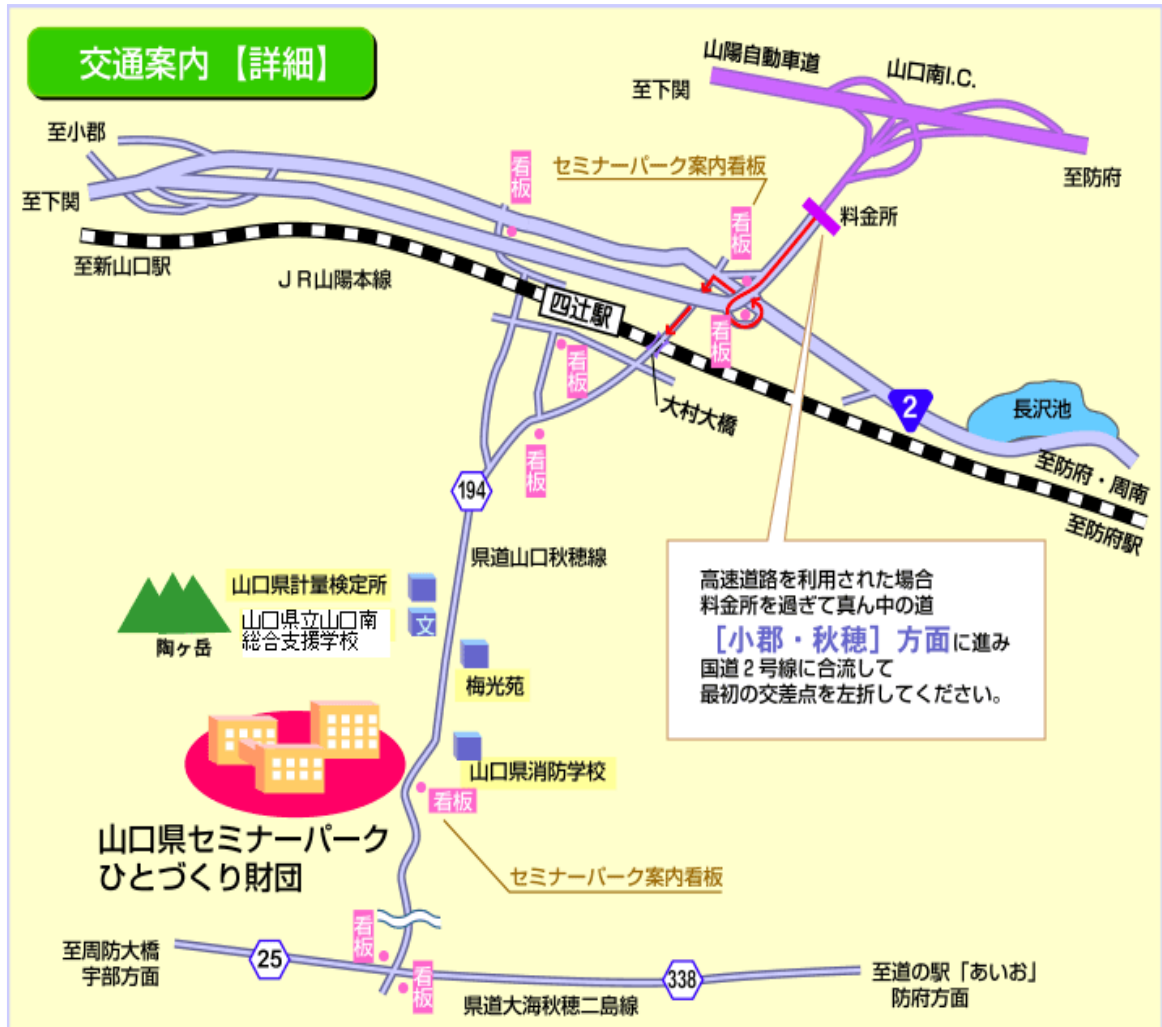 交通案内【詳細】
山陽自動車道
山口南I.C.
至下関
至防府
至小郡
至下関
看板
セミナーパーク案内看板
看板
料金所
至新山口駅
JR山陽本線
四辻駅
看板
看板
大村大橋
2
長沢池
至防府・周南
至防府駅
看板
194
県道山口秋穂線
高速道路を利用された場合
料金所を過ぎて真ん中の道
［小郡・秋穂］方面に進み
国道2号線に合流して
最初の交差点を左折してください。
山口県計量検定所
山口県立山口南
総合支援学校
文
陶ヶ岳
梅光苑
山口県消防学校
看板
山口県セミナーパーク
ひとづくり財団
セミナーパーク案内看板
看板
至周防大橋
宇部方面
25
看板
338
県道大海秋穂二島線
至道の駅「あいお」
防府方面